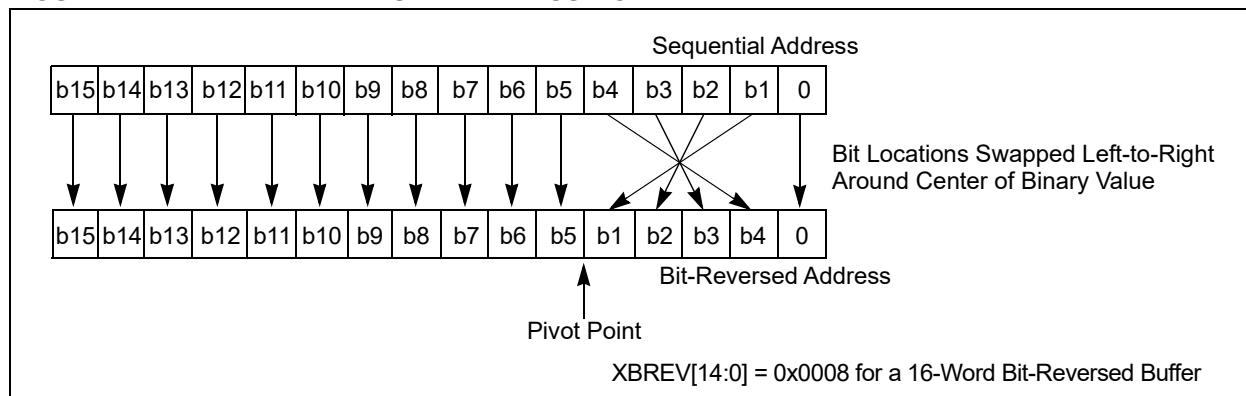 Sequential Address
b15 b14 b13 b12 b11 b10 b9 b8 b7 b6 b5 b4 b3 b2 b1 0
Bit Locations Swapped Left-to-Right
Around Center of Binary Value
b15 b14 b13 b12 b11 b10 b9 b8 b7 b6 b5 b1 b2 b3 b4 0
Bit-Reversed Address
Pivot Point
XBREV[14:0] = 0x0008 for a 16-Word Bit-Reversed Buffer